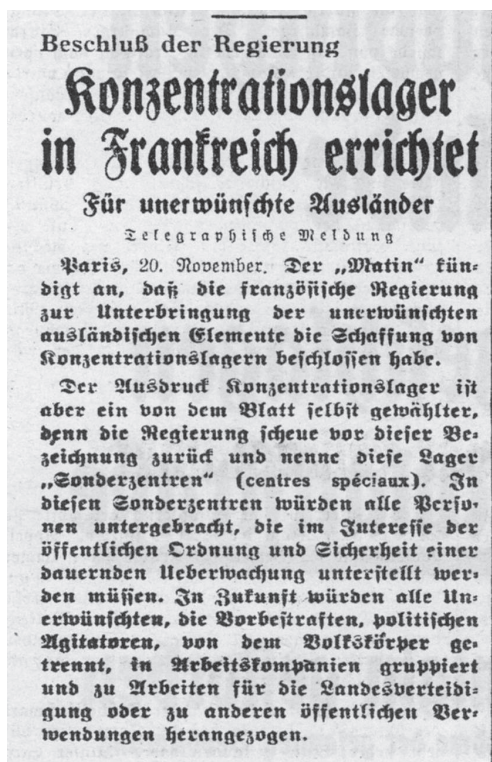 Beschluß der Regierung
Konzentrationslager
in Frankreich errichtet
Für unerwünschte Ausländer
Telegraphische Meldung
Paris, 20. November. Der „Matin“ kün-
digt an, daß die französische Regierung
zur Unterbringung der unerwünschten
ausländischen Elemente die Schaffung von
Konzentrationslagern beschlossen habe.
Der Ausdruck Konzentrationslager ist
aber ein von dem Blatt selbst gewählter,
denn die Regierung scheue vor dieser Be-
zeichnung zurück und nenne diese Lager
„Sonderzentren“ (centres spéciaux). In
diesen Sonderzentren würden alle Perso-
nen untergebracht, die im Interesse der
öffentlichen Ordnung und Sicherheit einer
dauernden Ueberwachung unterstellt wer-
den müssen. In Zukunft würden alle Un-
erwünschten, die Vorbestraften, politischen
Agitatoren, von dem Volkskörper ge-
trennt, in Arbeitskompanien gruppiert
und zu Arbeiten für die Landesverteidi-
gung oder zu anderen öffentlichen Ver-
wendungen herangezogen.